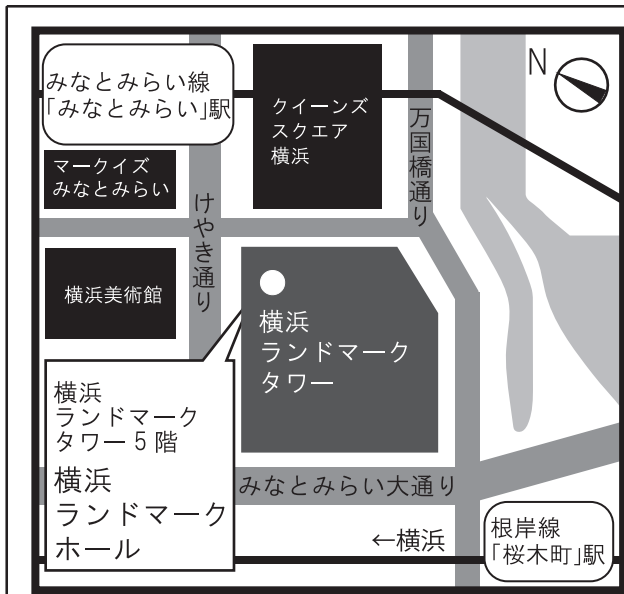 みなとみらい線
「みなとみらい」駅
クイーンズ
スクエア
横浜
万国橋通り
N
マークイズ
みなとみらい
けやき通り
横浜美術館
横浜
ランドマーク
タワー
横浜
ランドマーク
タワー5階
横浜
ランドマーク
ホール
みなとみらい大通り
←横浜
根岸線
「桜木町」駅